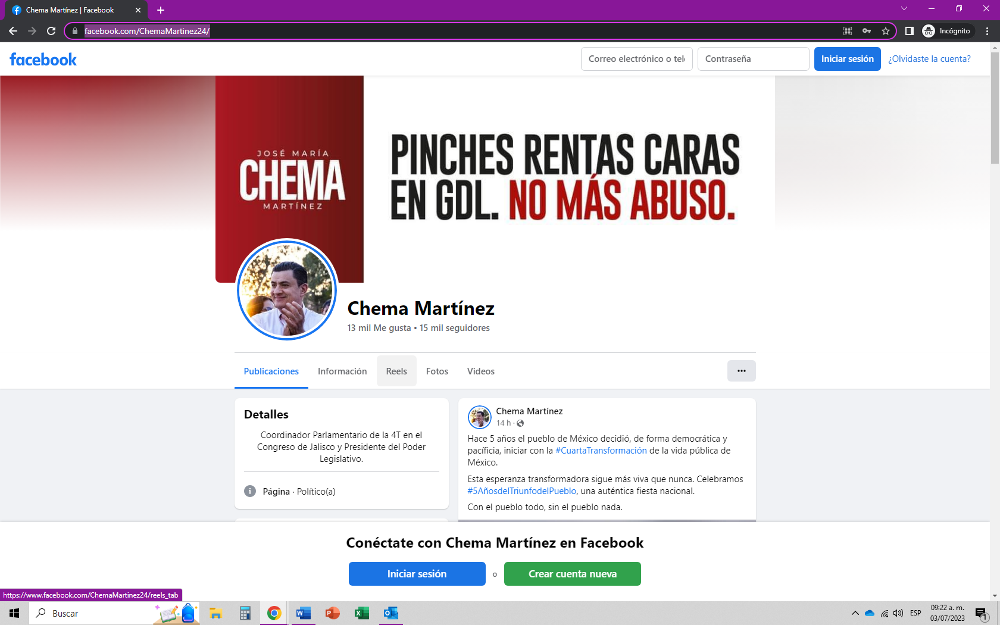 Chema Martínez | Facebook
facebook.com/ChemaMartinez24/
Incógnito
facebook
Correo electrónico o tel
Contraseña
Iniciar sesión
¿Olvidaste la cuenta?
JOSÉ MARÍA
CHEMA
MARTÍNEZ
PINCHES RENTAS CARAS
EN GDL. NO MÁS ABUSO.
Chema Martínez
13 mil Me gusta • 15 mil seguidores
Publicaciones
Información
Reels
Fotos
Videos
Detalles
Coordinador Parlamentario de la 4T en el
Congreso de Jalisco y Presidente del Poder
Legislativo.
Página · Político(a)
Chema Martínez
14 h ·
Hace 5 años el pueblo de México decidió, de forma democrática y
pacíficia, iniciar con la #CuartaTransformación de la vida pública de
México.
Esta esperanza transformadora sigue más viva que nunca. Celebramos
#5AñosdelTriunfodelPueblo, una auténtica fiesta nacional.
Con el pueblo todo, sin el pueblo nada.
Conéctate con Chema Martínez en Facebook
Iniciar sesión
o
Crear cuenta nueva
https://www.facebook.com/ChemaMartinez24/reels_tab
Buscar
ESP
09:22 a. m.
03/07/2023
1